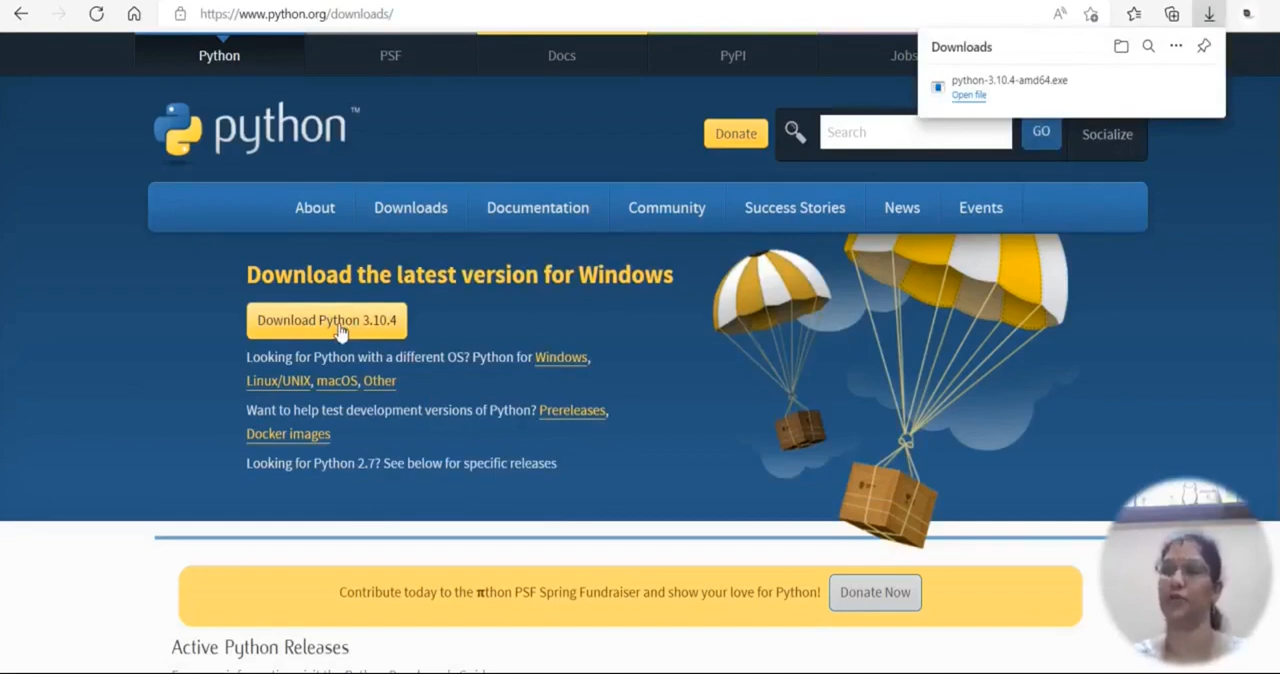 https://www.python.org/downloads/
Downloads
python-3.10.4-amd64.exe
Open file
Python
PSF
Docs
PyPI
Jobs
python™
Donate
Search
GO
Socialize
About
Downloads
Documentation
Community
Success Stories
News
Events
Download the latest version for Windows
Download Python 3.10.4
Looking for Python with a different OS? Python for Windows,
Linux/UNIX, macOS, Other
Want to help test development versions of Python? Prereleases,
Docker images
Looking for Python 2.7? See below for specific releases
Contribute today to the πthon PSF Spring Fundraiser and show your love for Python!
Donate Now
Active Python Releases